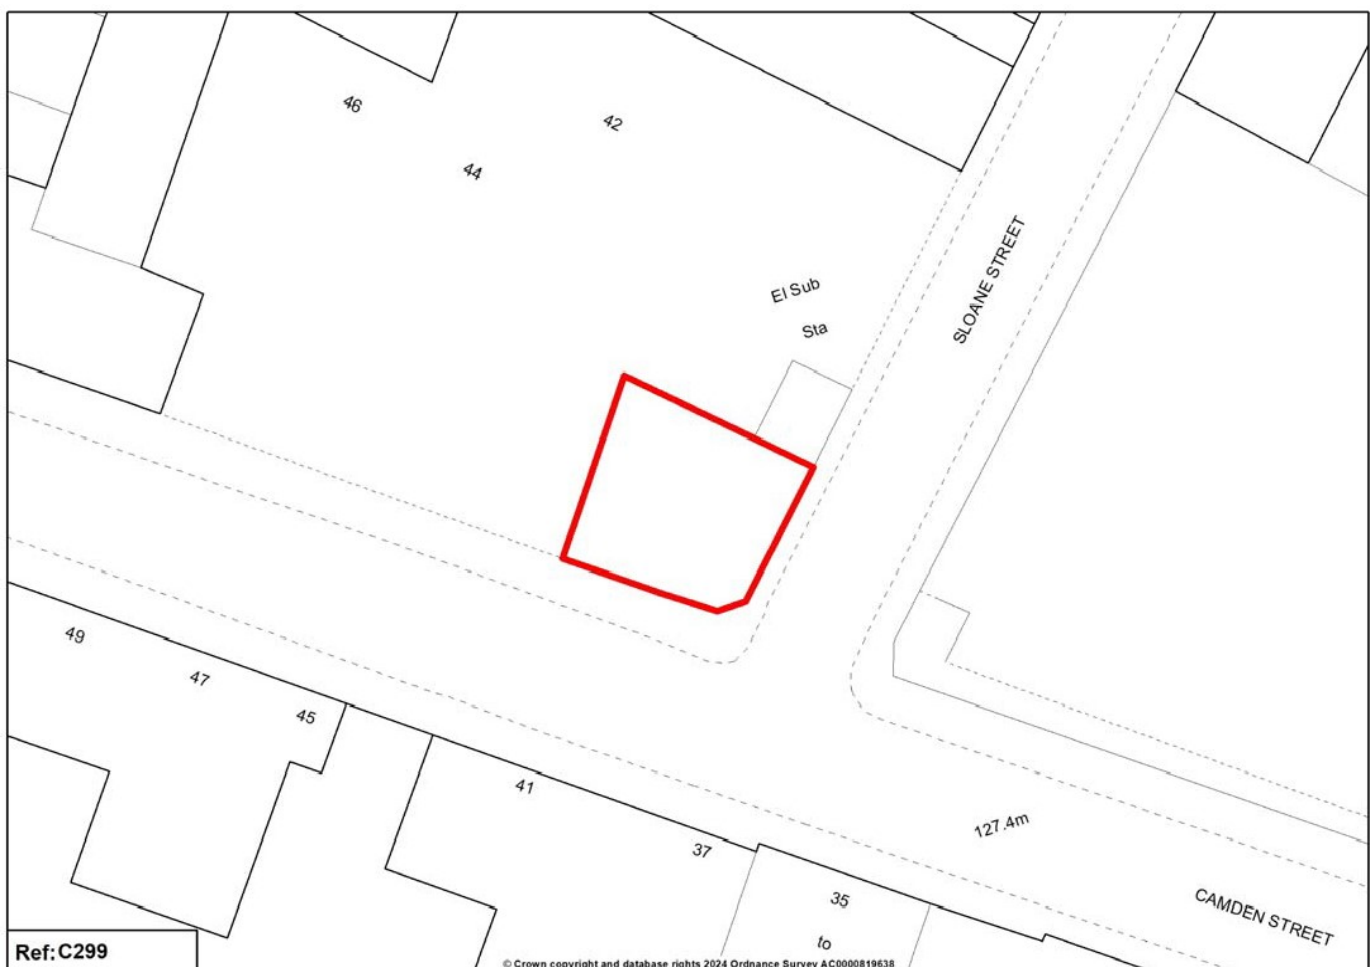 46
42
44
SLOANE STREET
El Sub
Sta
49
47
45
41
37
35
to
127.4m
CAMDEN STREET
Ref:C299
© Crown copyright and database rights 2024 Ordnance Survey AC0000819638